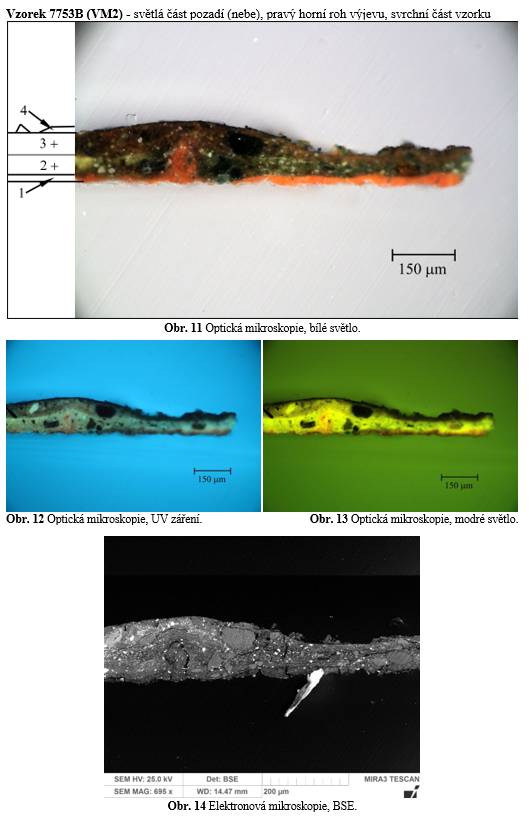 Vzorek 7753B (VM2) - světlá část pozadí (nebe), pravý horní roh výjevu, svrchní část vzorku
4
3 +
2 +
1
150 µm
Obr. 11 Optická mikroskopie, bílé světlo.
150 µm
150 µm
Obr. 12 Optická mikroskopie, UV záření.
Obr. 13 Optická mikroskopie, modré světlo.
SEM HV: 25.0 kV Det: BSE MIRA3 TESCAN
SEM MAG: 695 x WD: 14.47 mm 200 µm
Obr. 14 Elektronová mikroskopie, BSE.